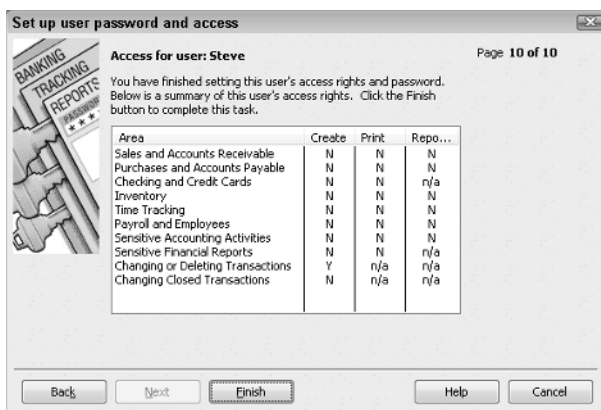 Set up user password and access
BANKING
TRACKING
REPORTS
PASSWORD
****
Access for user: Steve
Page 10 of 10
You have finished setting this user's access rights and password.
Below is a summary of this user's access rights. Click the Finish
button to complete this task.
Area Create Print Repo...
Sales and Accounts Receivable N N N
Purchases and Accounts Payable N N N
Checking and Credit Cards N N n/a
Inventory N N N
Time Tracking N N N
Payroll and Employees N N N
Sensitive Accounting Activities N N N
Sensitive Financial Reports N N n/a
Changing or Deleting Transactions Y n/a n/a
Changing Closed Transactions N n/a n/a
Back Next Finish Help Cancel